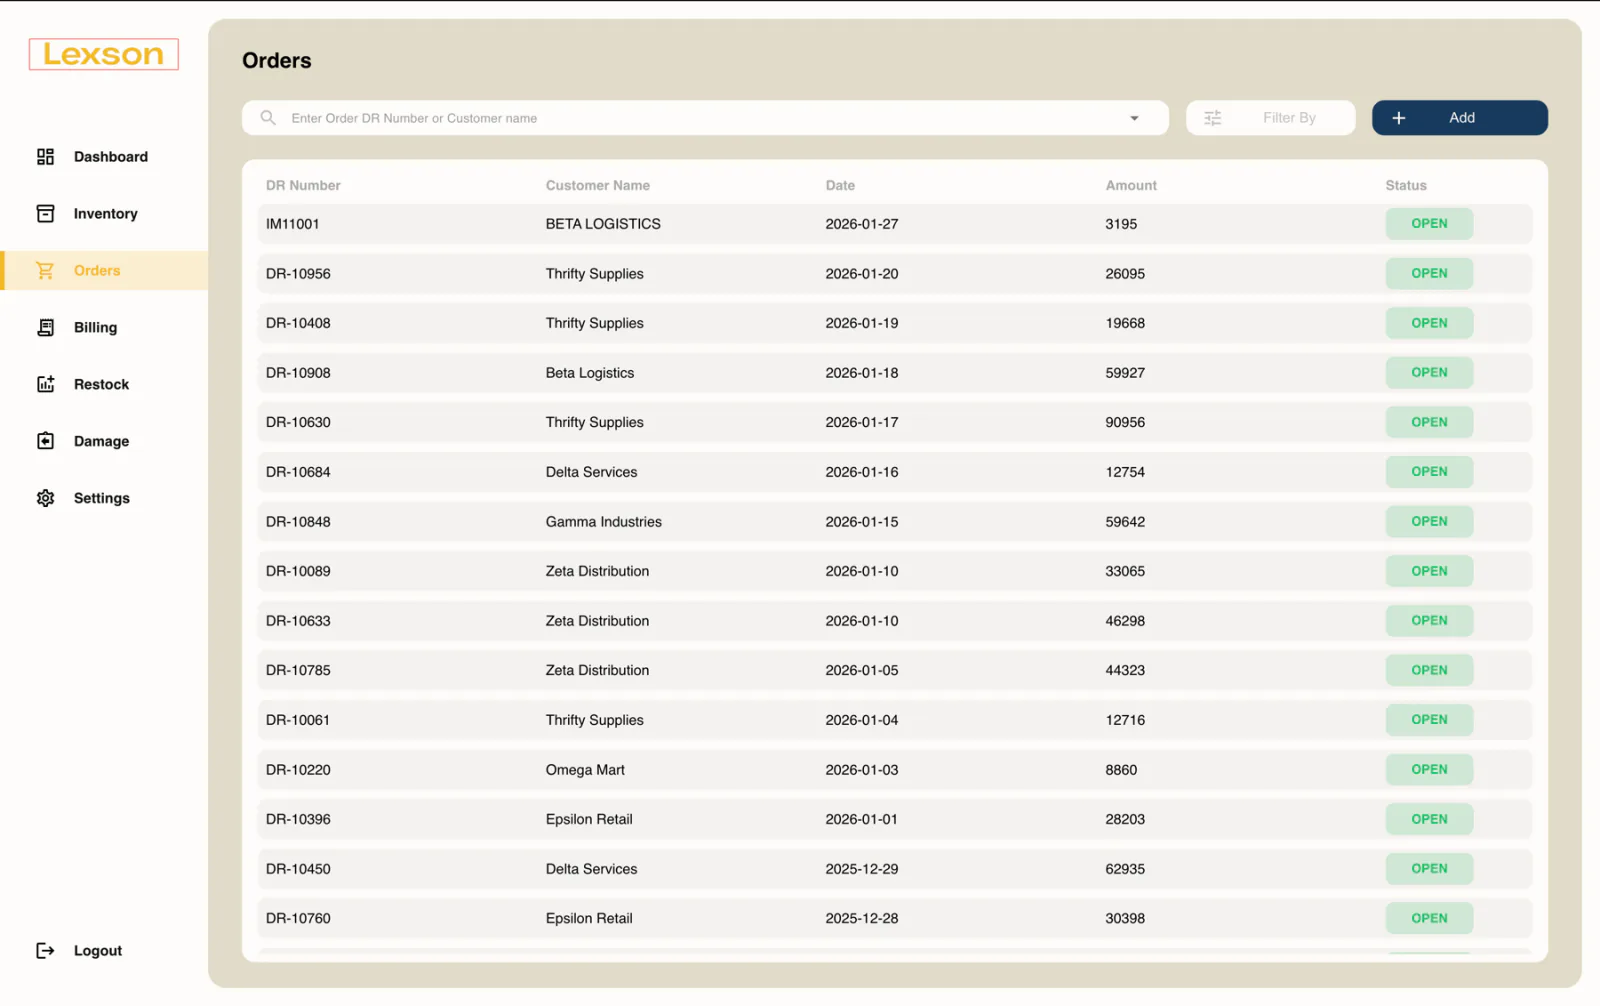 Lexson
Dashboard
Inventory
Orders
Billing
Restock
Damage
Settings
Logout
Orders
Enter Order DR Number or Customer name
Filter By
Add
DR Number Customer Name Date Amount Status
IM11001 BETA LOGISTICS 2026-01-27 3195 OPEN
DR-10956 Thrifty Supplies 2026-01-20 26095 OPEN
DR-10408 Thrifty Supplies 2026-01-19 19668 OPEN
DR-10908 Beta Logistics 2026-01-18 59927 OPEN
DR-10630 Thrifty Supplies 2026-01-17 90956 OPEN
DR-10684 Delta Services 2026-01-16 12754 OPEN
DR-10848 Gamma Industries 2026-01-15 59642 OPEN
DR-10089 Zeta Distribution 2026-01-10 33065 OPEN
DR-10633 Zeta Distribution 2026-01-10 46298 OPEN
DR-10785 Zeta Distribution 2026-01-05 44323 OPEN
DR-10061 Thrifty Supplies 2026-01-04 12716 OPEN
DR-10220 Omega Mart 2026-01-03 8860 OPEN
DR-10396 Epsilon Retail 2026-01-01 28203 OPEN
DR-10450 Delta Services 2025-12-29 62935 OPEN
DR-10760 Epsilon Retail 2025-12-28 30398 OPEN